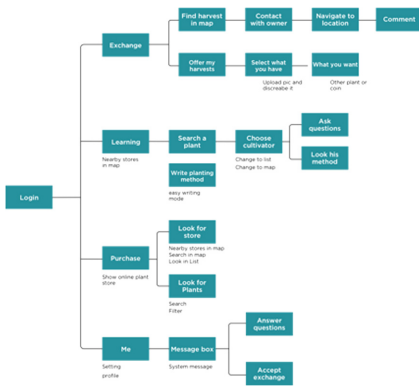 Find harvest
in map
Contact
with owner
Navigate to
location
Comment
Exchange
Offer my
harvests
Select what
you have
What you want
Upload pic and
discreabe it
Other plant or
coin
Learning
Nearby stores
in map
Search a
plant
Choose
cultivator
Change to list
Change to map
Ask
questions
Look his
method
Write planting
method
easy writing
mode
Login
Look for
store
Nearby stores in map
Search in map
Look in List
Purchase
Show online plant
store
Look for
Plants
Search
Filter
Me
Setting
profile
Message box
System message
Answer
questions
Accept
exchange